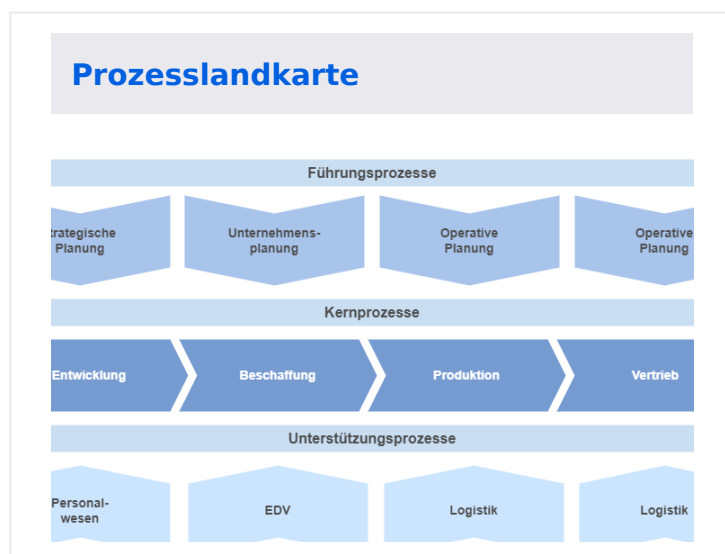 Prozesslandkarte
Führungsprozesse
trategische
Planung
Unternehmens-
planung
Operative
Planung
Operative
Planung
Kernprozesse
Entwicklung
Beschaffung
Produktion
Vertrieb
Unterstützungsprozesse
Personal-
wesen
EDV
Logistik
Logistik